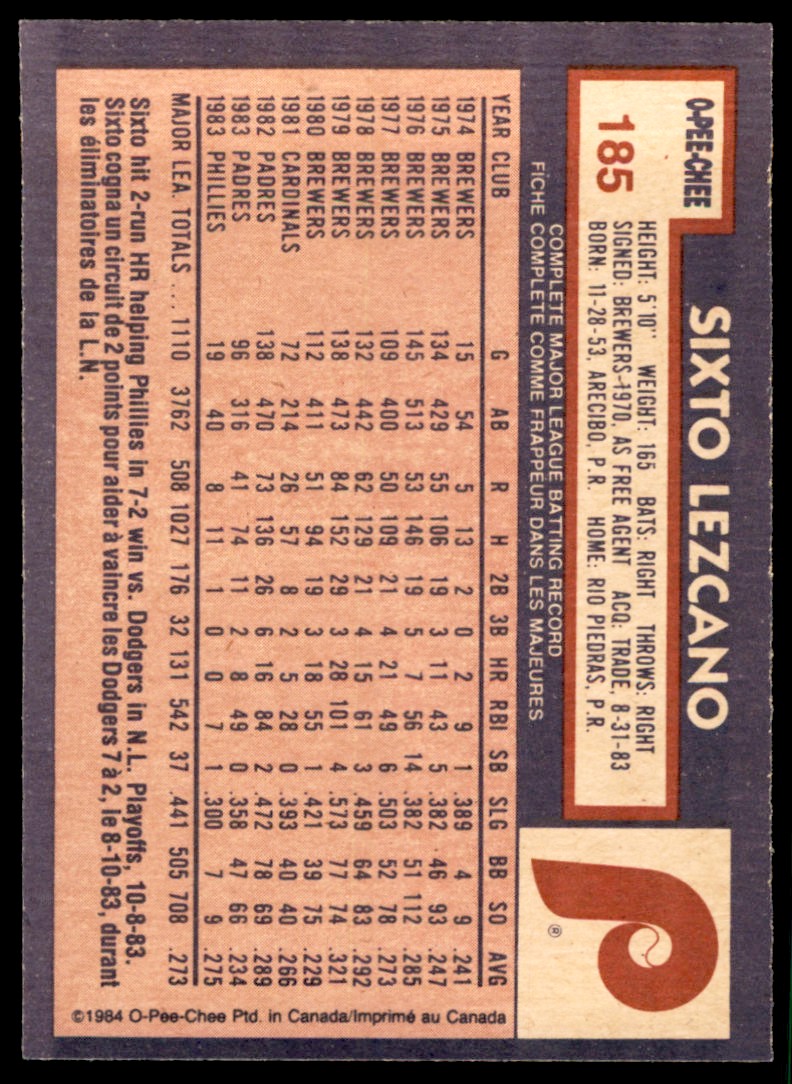 O-PEE-CHEE
185
SIXTO LEZCANO
HEIGHT: 5'10" WEIGHT: 165 BATS: RIGHT THROWS: RIGHT
SIGNED: BREWERS-1970, AS FREE AGENT ACQ: TRADE, 8-31-83
BORN: 11-28-53, ARECIBO, P.R. HOME: RIO PIEDRAS, P.R.
P
®
COMPLETE MAJOR LEAGUE BATTING RECORD
FICHE COMPLETE COMME FRAPPEUR DANS LES MAJEURES
YEAR CLUB G AB R H 2B 3B HR RBI SB SLG BB SO AVG
1974 BREWERS 15 54 5 13 2 0 2 9 1 .389 4 9 .241
1975 BREWERS 134 429 55 106 19 3 11 43 5 .382 46 93 .247
1976 BREWERS 145 513 53 146 19 5 7 56 14 .382 51 112 .285
1977 BREWERS 109 400 50 109 21 4 21 49 6 .503 52 78 .273
1978 BREWERS 132 442 62 129 21 4 15 61 3 .459 64 83 .292
1979 BREWERS 138 473 84 152 29 3 28 101 4 .573 77 74 .321
1980 BREWERS 112 411 51 94 19 3 18 55 1 .421 39 75 .229
1981 CARDINALS 72 214 26 57 8 2 5 28 0 .393 40 40 .266
1982 PADRES 138 470 73 136 26 6 16 84 2 .472 78 69 .289
1983 PADRES 96 316 41 74 11 2 8 49 0 .358 47 66 .234
1983 PHILLIES 19 40 8 11 1 0 0 7 1 .300 7 9 .275
MAJOR LEA. TOTALS ... 1110 3762 508 1027 176 32 131 542 37 .441 505 708 .273
Sixto hit 2-run HR helping Phillies in 7-2 win vs. Dodgers in N.L. Playoffs, 10-8-83.
Sixto cogna un circuit de 2 points pour aider à vaincre les Dodgers 7 à 2, le 8-10-83, durant
les éliminatoires de la L.N.
©1984 O-Pee-Chee Ptd. in Canada/Imprimé au Canada